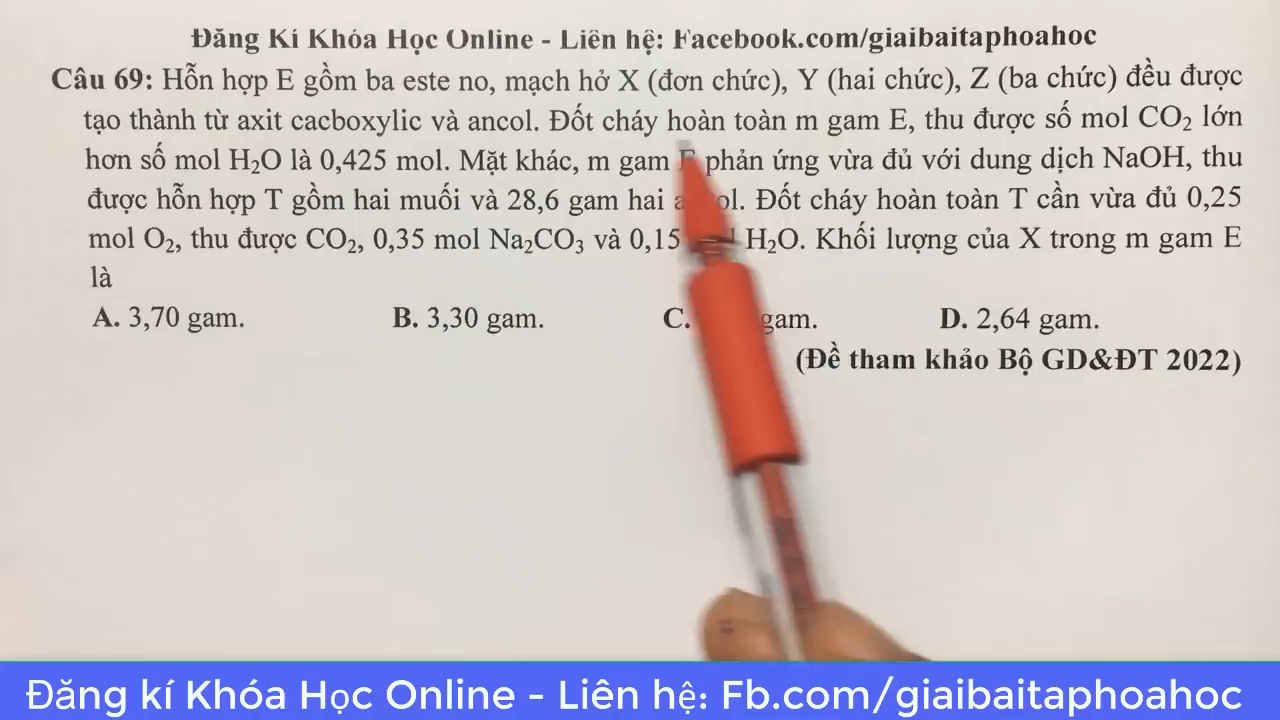 Đăng Kí Khóa Học Online - Liên hệ: Facebook.com/giaibaitaphoahoc
Câu 69: Hỗn hợp E gồm ba este no, mạch hở X (đơn chức), Y (hai chức), Z (ba chức) đều được
tạo thành từ axit cacboxylic và ancol. Đốt cháy hoàn toàn m gam E, thu được số mol CO₂ lớn
hơn số mol H₂O là 0,425 mol. Mặt khác, m gam phản ứng vừa đủ với dung dịch NaOH, thu
được hỗn hợp T gồm hai muối và 28,6 gam hai Đốt cháy hoàn toàn T cần vừa đủ 0,25
mol O₂, thu được CO₂, 0,35 mol Na₂CO₃ và 0,15 H₂O. Khối lượng của X trong m gam E
là
A. 3,70 gam. B. 3,30 gam. C. gam. D. 2,64 gam.
(Đề tham khảo Bộ GD&ĐT 2022)
Đăng kí Khóa Học Online - Liên hệ: Fb.com/giaibaitaphoahoc